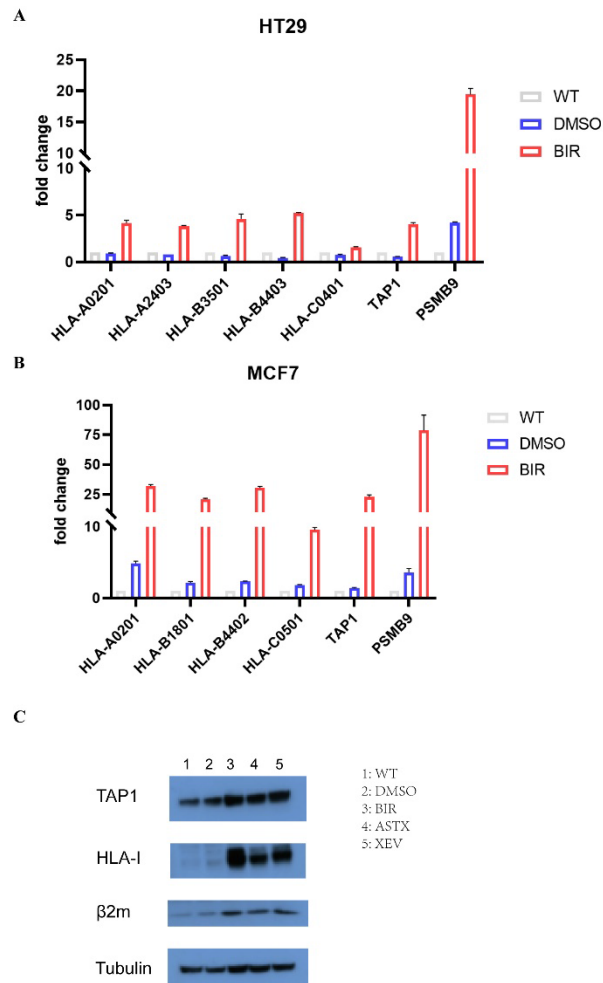 A
HT29
fold change
25
20
15
10
10
5
0
WT
DMSO
BIR
HLA-A0201
HLA-A2403
HLA-B3501
HLA-B4403
HLA-C0401
TAP1
PSMB9
B
MCF7
fold change
100
75
50
25
10
0
WT
DMSO
BIR
HLA-A0201
HLA-B1801
HLA-B4402
HLA-C0501
TAP1
PSMB9
C
1 2 3 4 5
TAP1
HLA-I
β2m
Tubulin
1: WT
2: DMSO
3: BIR
4: ASTX
5: XEV